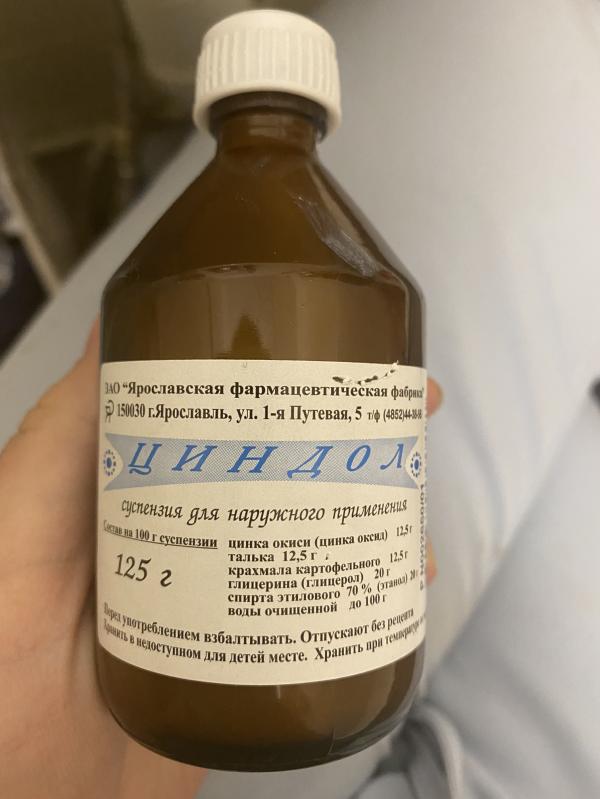 ЗАО "Ярославская фармацевтическая фабрика"
150030 г.Ярославль, ул. 1-я Путевая, 5 т/ф (4852)
ЦИНДОЛ
суспензия для наружного применения
Состав на 100 г суспензии
125 г
цинка окиси (цинка оксид) 12,5 г
талька 12,5 г
крахмала картофельного 12,5 г
глицерина (глицерол) 20 г
спирта этилового 70 % (этанол) 20 г
воды очищенной до 100 г
Перед употреблением взбалтывать. Отпускают без рецепта
Хранить в недоступном для детей месте. Хранить при температуре